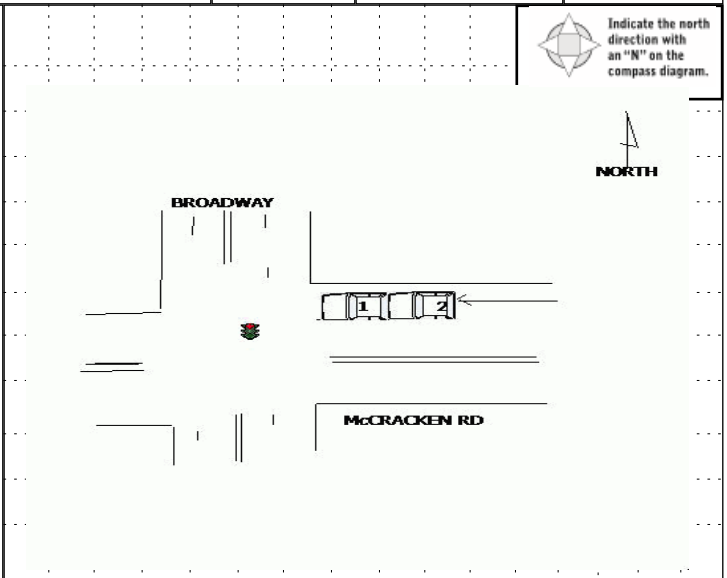 Indicate the north
direction with
an "N" on the
compass diagram.
NORTH
BROADWAY
1 2
McCRACKEN RD